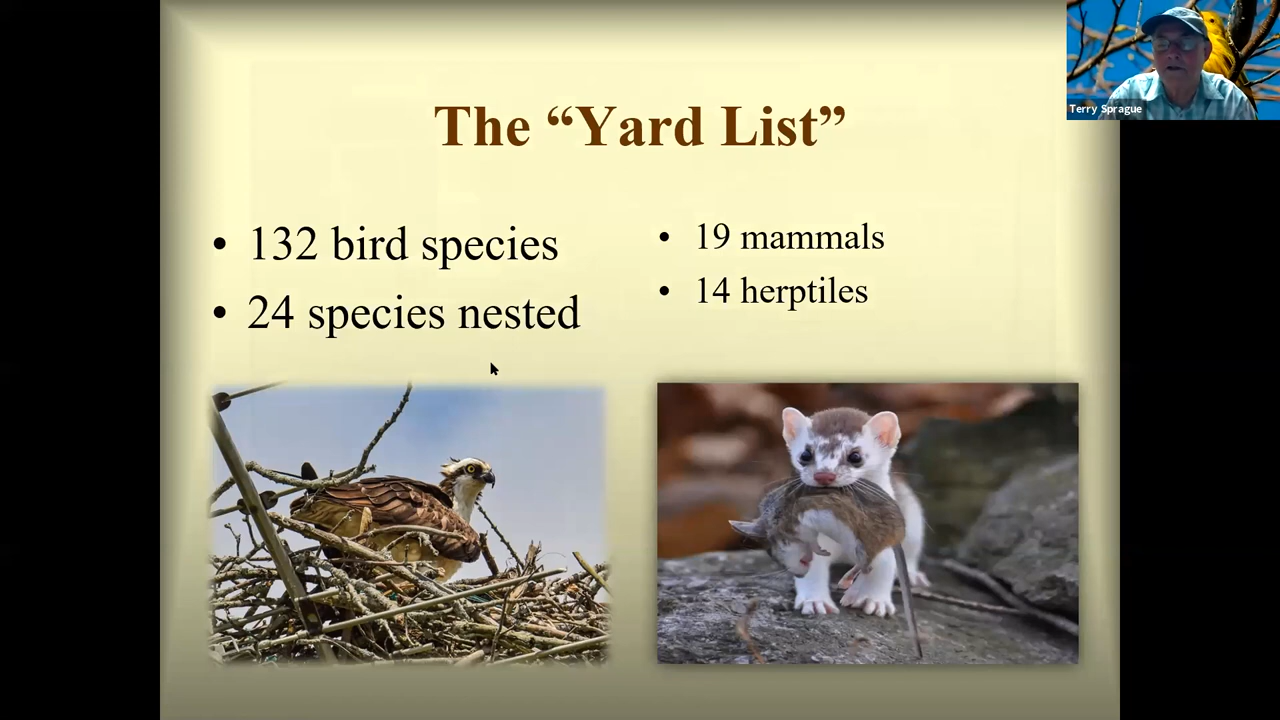 The “Yard List”
• 132 bird species
• 24 species nested
• 19 mammals
• 14 herptiles
Terry Sprague